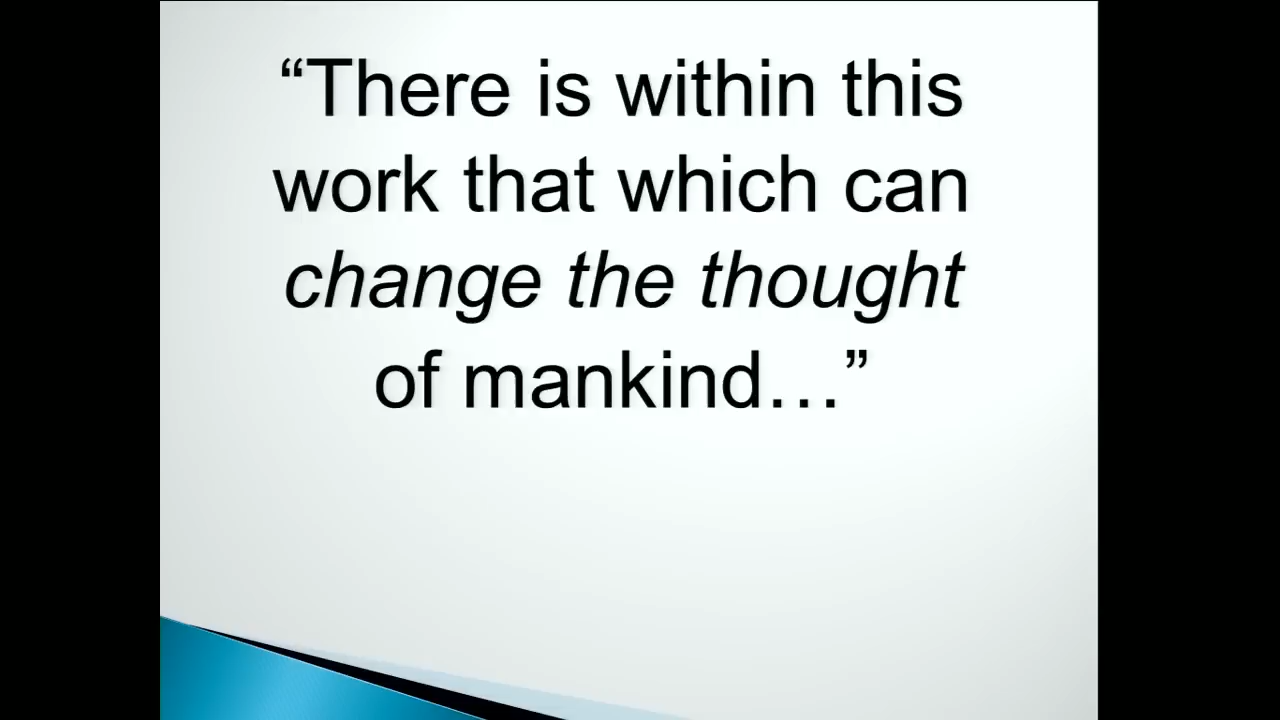 “There is within this
work that which can
change the thought
of mankind…”